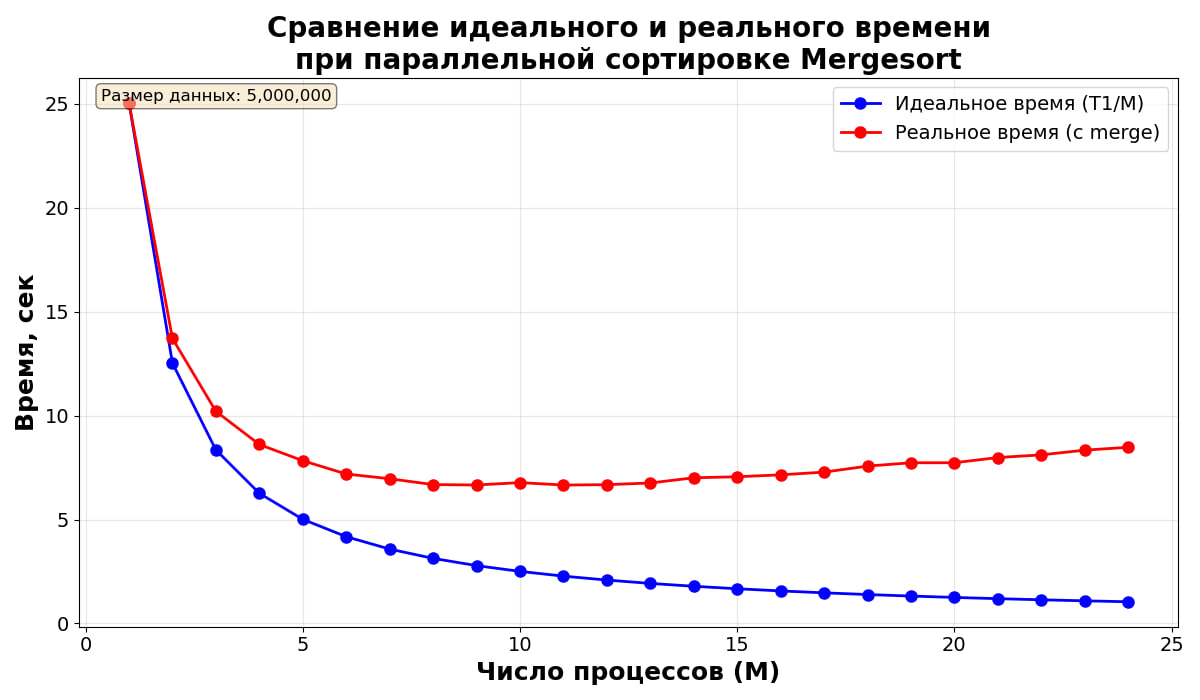 Сравнение идеального и реального времени
при параллельной сортировке Mergesort
Размер данных: 5,000,000
Идеальное время (T1/M)
Реальное время (с merge)
Время, сек
25
20
15
10
5
0
0 5 10 15 20 25
Число процессов (M)